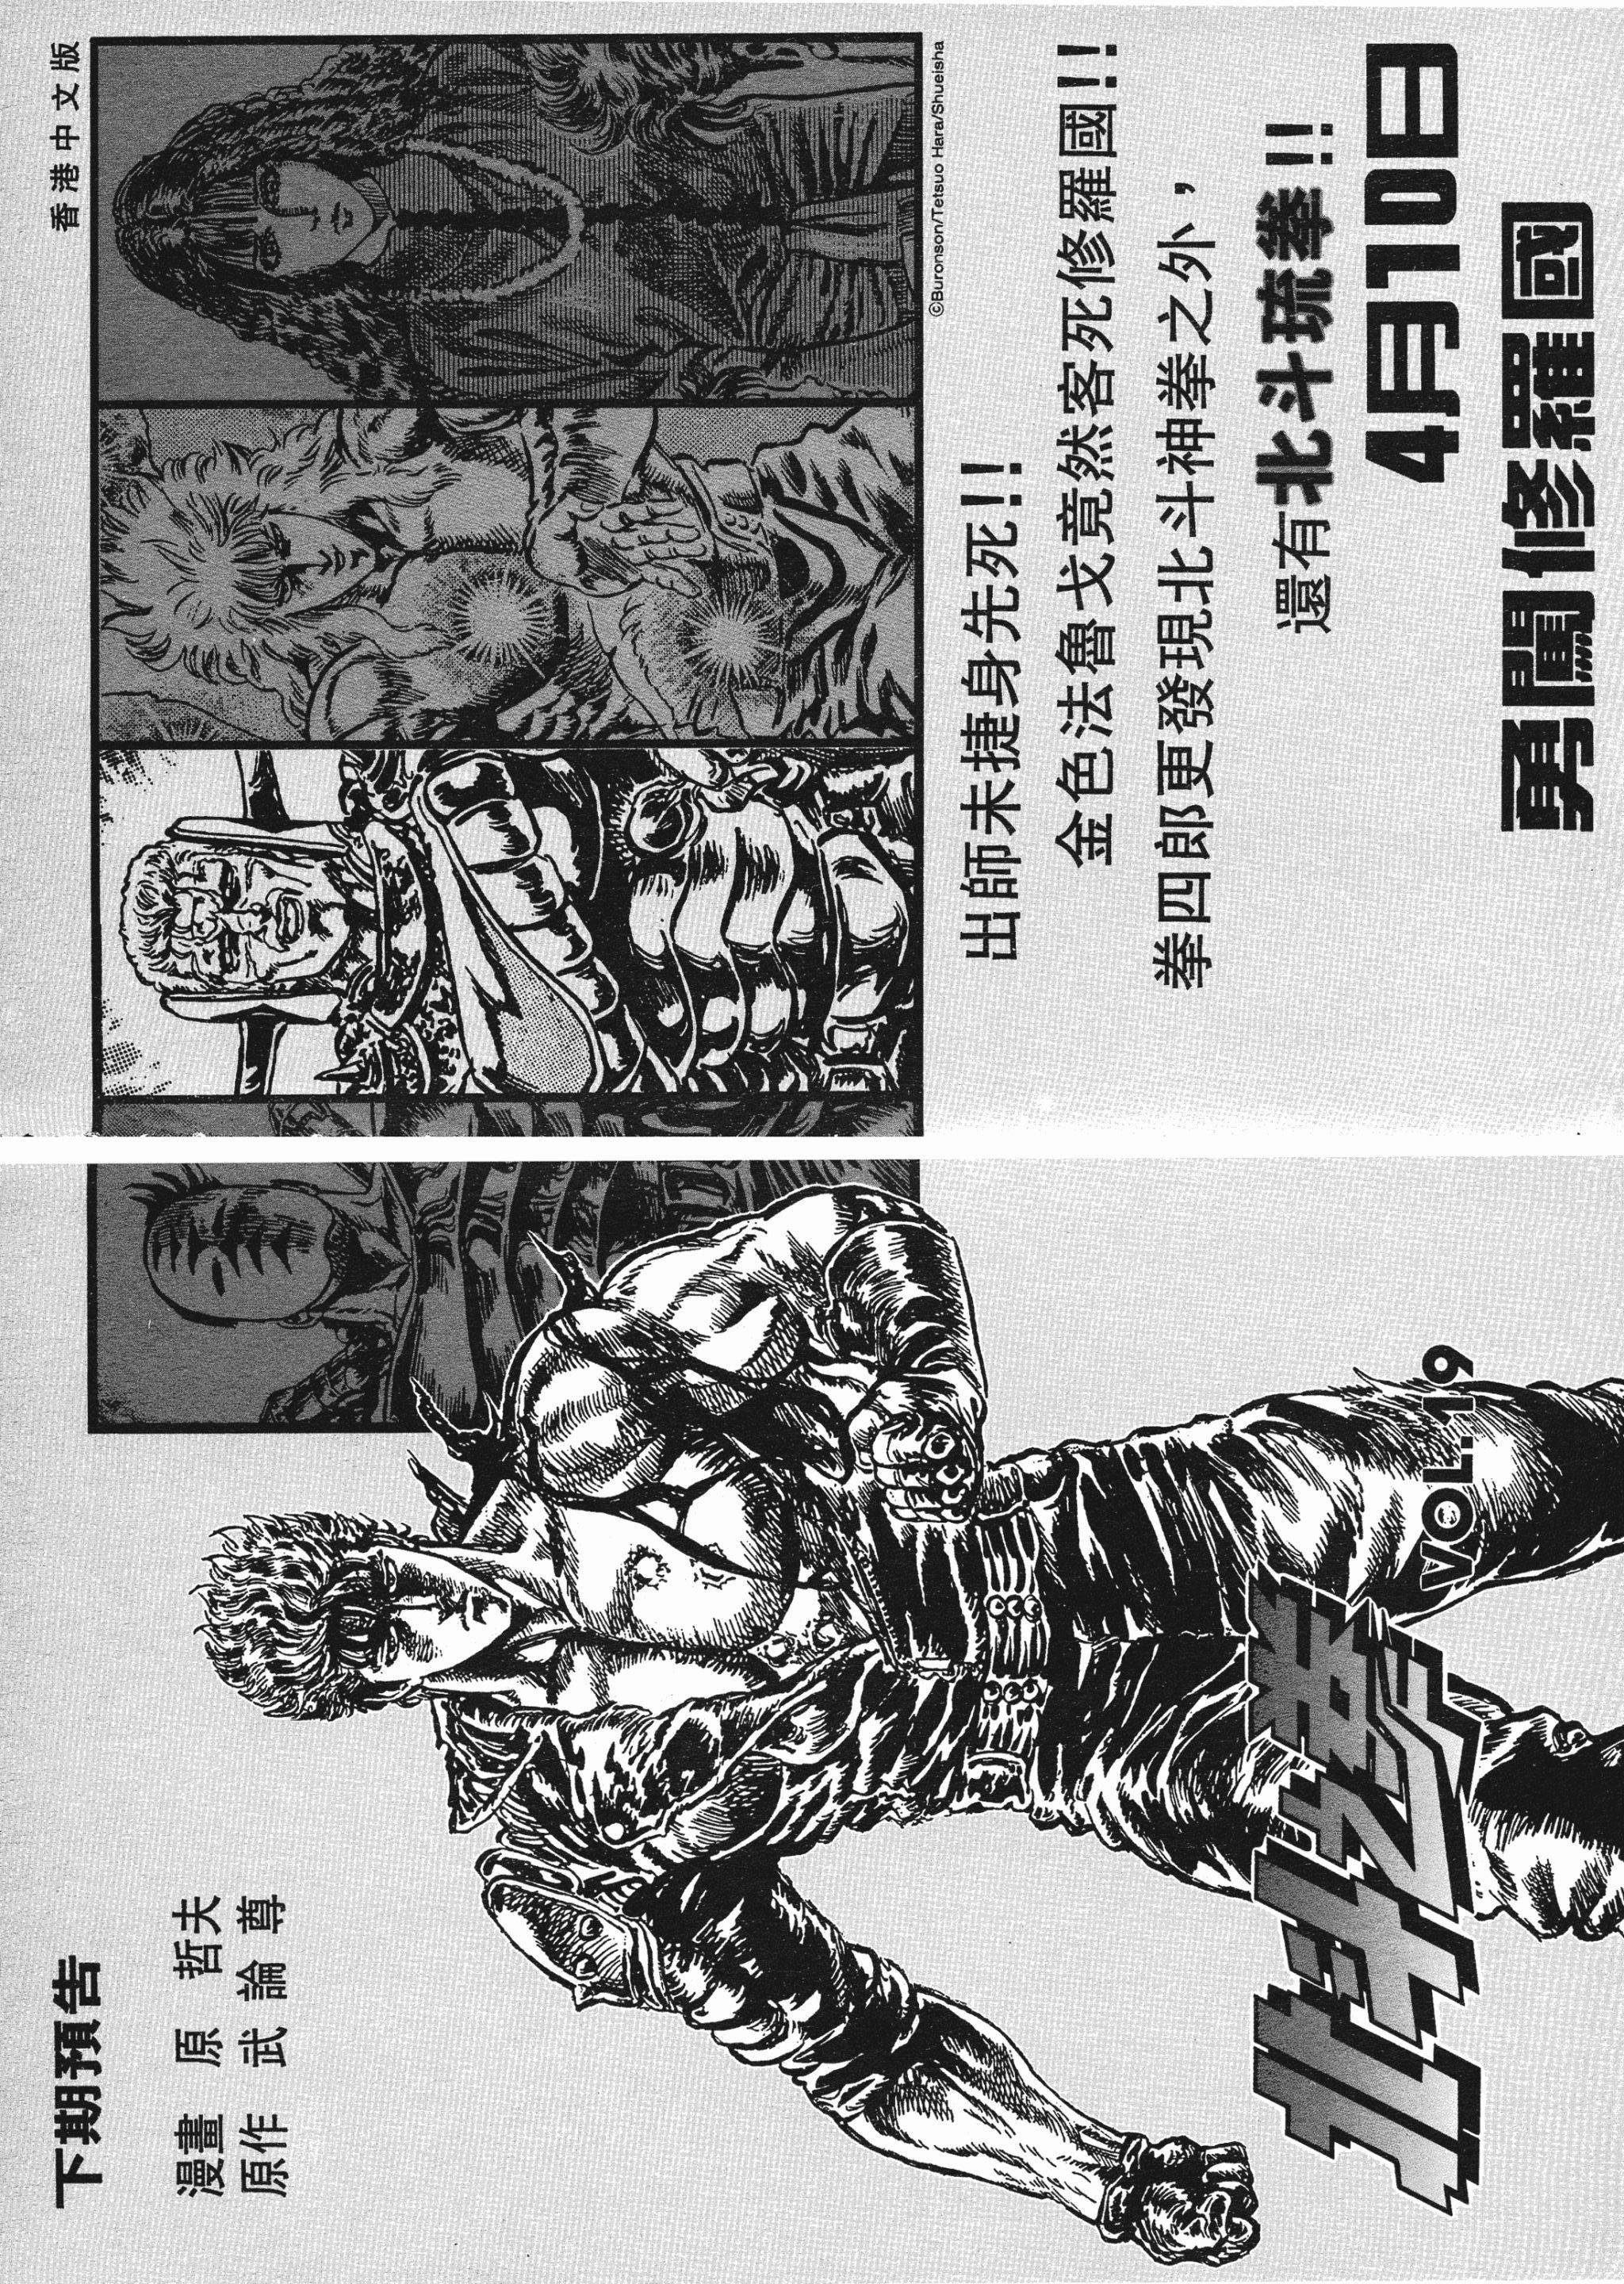 下期預告
漫畫 原 哲夫
原作 武論尊
北斗之拳
VOL.19
香港中文版
©Buronson/Tetsuo Hara/Shueisha
出師未捷身先死!!
金色法魯戈竟然客死修羅國!!
拳四郎更發現北斗神拳之外，
還有北斗琉拳!!
4月10日
勇闖修羅國